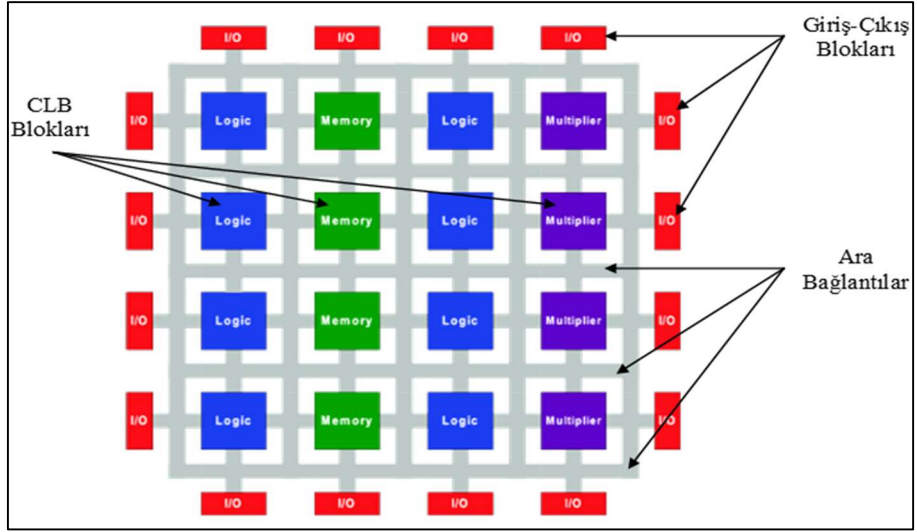 I/O I/O I/O I/O
Giriş-Çıkış
Blokları
CLB
Blokları
I/O Logic Memory Logic Multiplier I/O
I/O Logic Memory Logic Multiplier I/O
Ara
Bağlantılar
I/O Logic Memory Logic Multiplier I/O
I/O Logic Memory Logic Multiplier I/O
I/O I/O I/O I/O